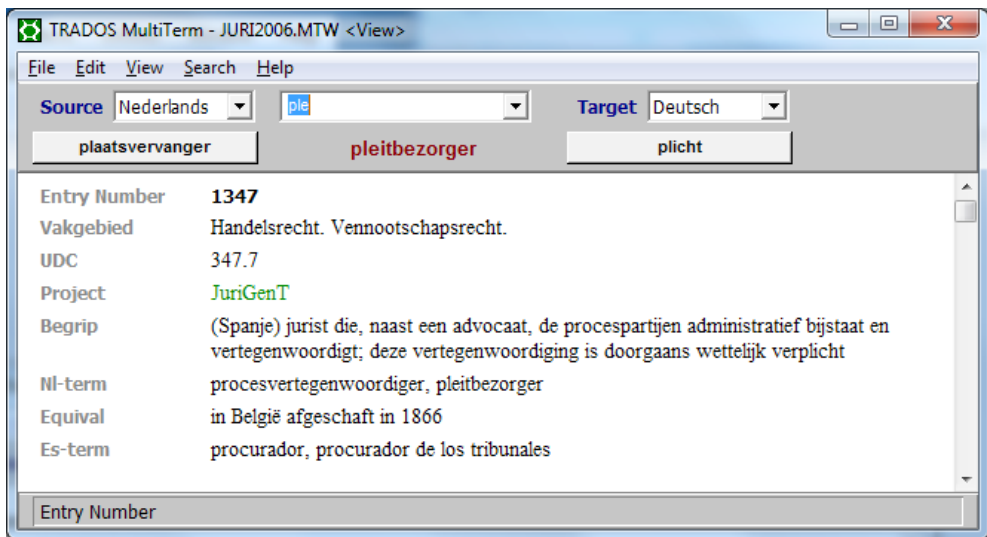 TRADOS MultiTerm - JURI2006.MTW <View>
File Edit View Search Help
Source Nederlands ple Target Deutsch
plaatsvervanger pleitbezorger plicht
Entry Number 1347
Vakgebied Handelsrecht. Vennootschapsrecht.
UDC 347.7
Project JuriGenT
Begrip (Spanje) jurist die, naast een advocaat, de procespartijen administratief bijstaat en
vertegenwoordigt; deze vertegenwoordiging is doorgaans wettelijk verplicht
Nl-term procesvertegenwoordiger, pleitbezorger
Equival in België afgeschaft in 1866
Es-term procurador, procurador de los tribunales
Entry Number